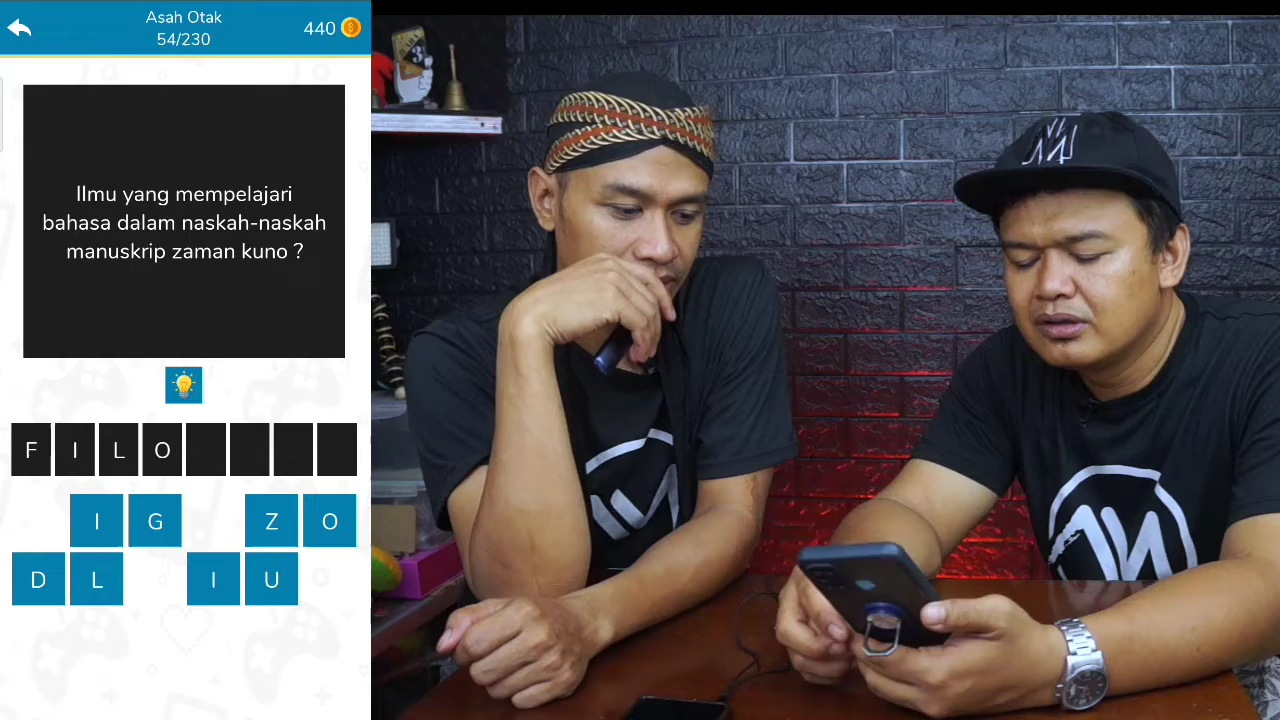 Asah Otak
54/230
440
Ilmu yang mempelajari
bahasa dalam naskah-naskah
manuskrip zaman kuno ?
F I L O
I G Z O
D L I U